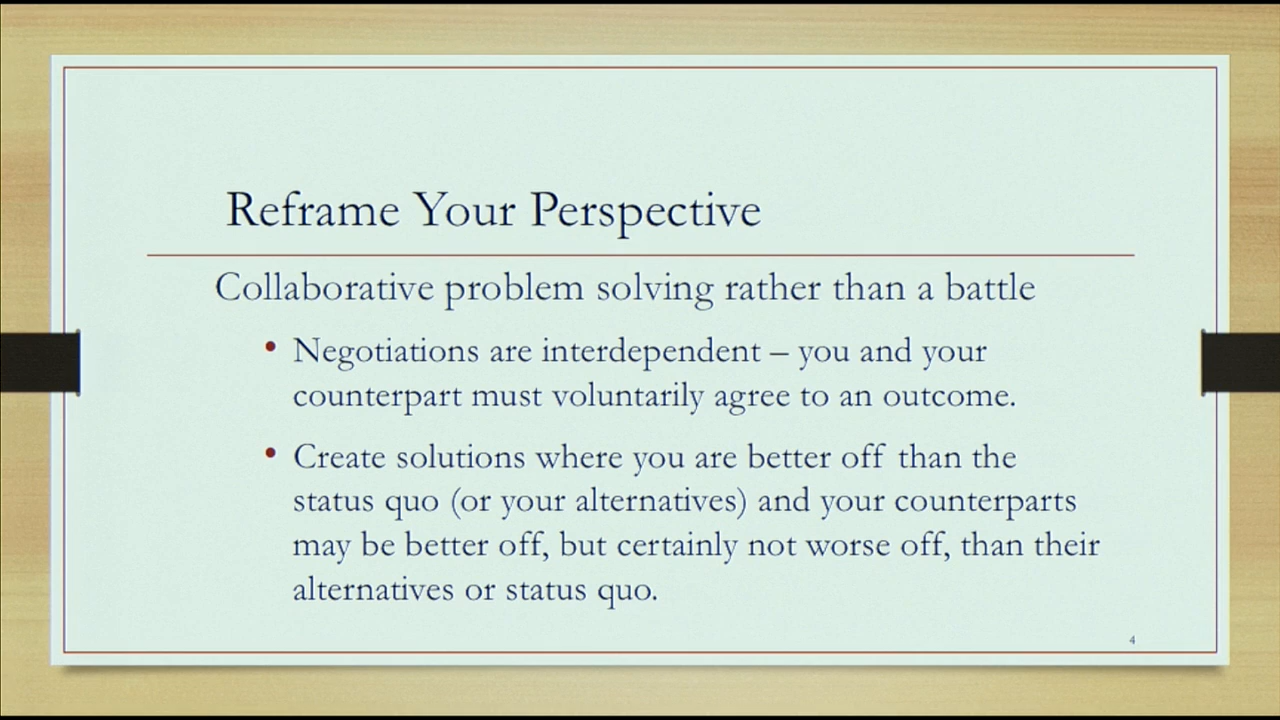 Reframe Your Perspective
Collaborative problem solving rather than a battle
• Negotiations are interdependent – you and your
counterpart must voluntarily agree to an outcome.
• Create solutions where you are better off than the
status quo (or your alternatives) and your counterparts
may be better off, but certainly not worse off, than their
alternatives or status quo.
4